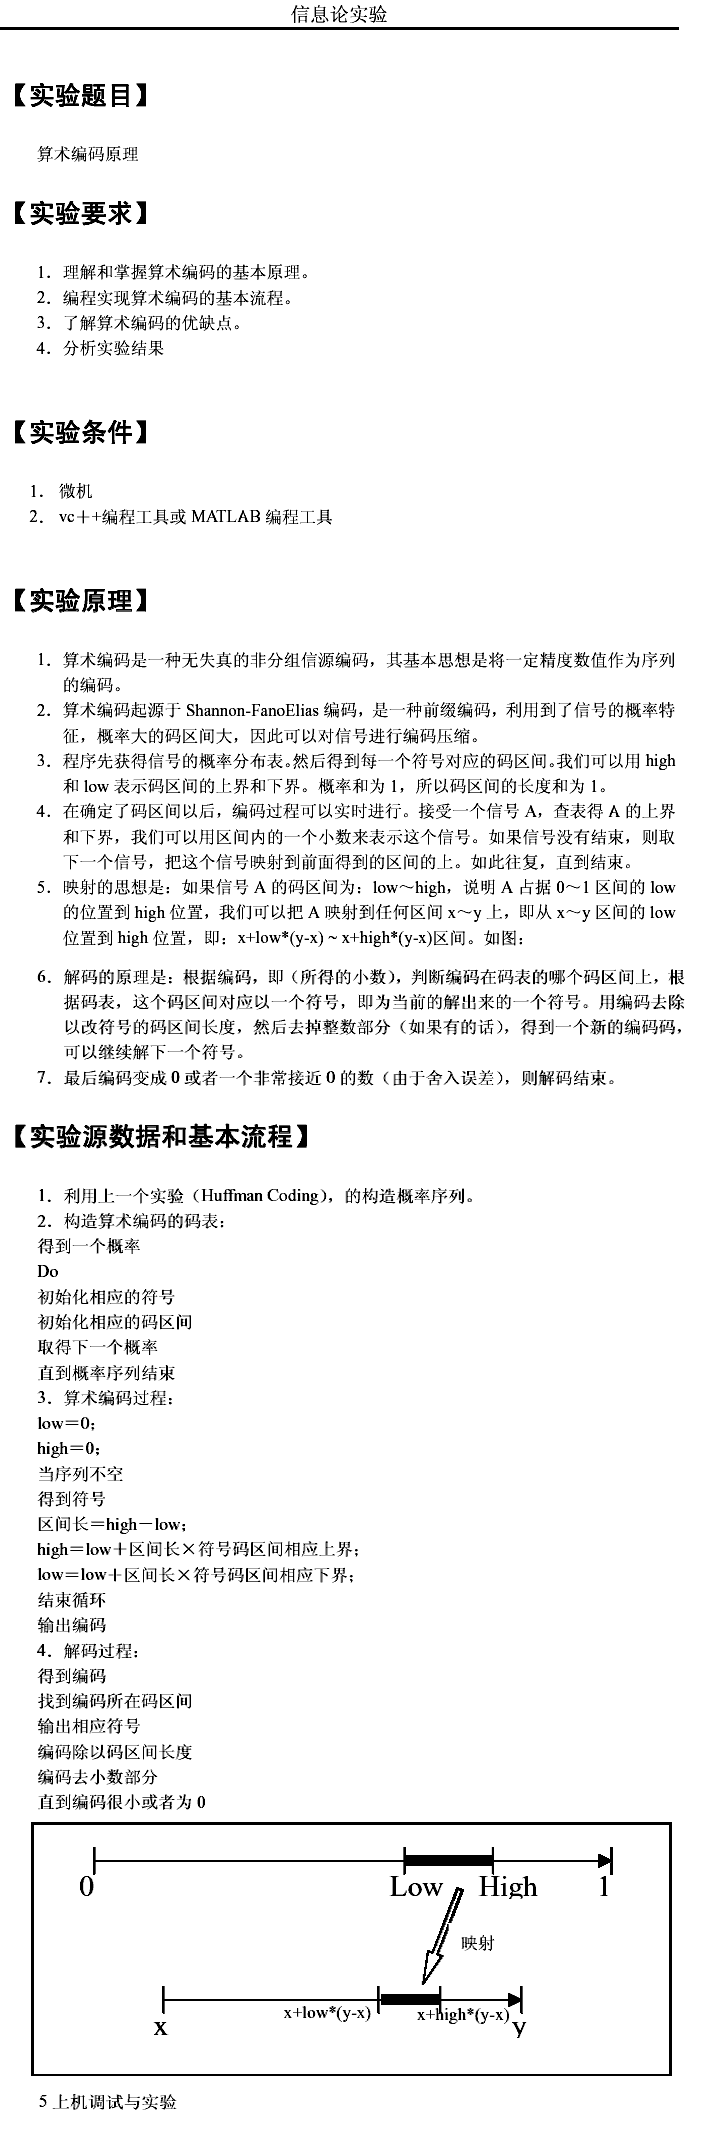 信息论实验
【实验题目】
算术编码原理
【实验要求】
1．理解和掌握算术编码的基本原理。
2．编程实现算术编码的基本流程。
3．了解算术编码的优缺点。
4．分析实验结果
【实验条件】
1． 微机
2． vc＋+编程工具或 MATLAB 编程工具
【实验原理】
1．算术编码是一种无失真的非分组信源编码，其基本思想是将一定精度数值作为序列
的编码。
2．算术编码起源于 Shannon-FanoElias 编码，是一种前缀编码，利用到了信号的概率特
征，概率大的码区间大，因此可以对信号进行编码压缩。
3．程序先获得信号的概率分布表。然后得到每一个符号对应的码区间。我们可以用 high
和 low 表示码区间的上界和下界。概率和为 1，所以码区间的长度和为 1。
4．在确定了码区间以后，编码过程可以实时进行。接受一个信号 A，查表得 A 的上界
和下界，我们可以用区间内的一个小数来表示这个信号。如果信号没有结束，则取
下一个信号，把这个信号映射到前面得到的区间的上。如此往复，直到结束。
5．映射的思想是：如果信号 A 的码区间为：low～high，说明 A 占据 0～1 区间的 low
的位置到 high 位置，我们可以把 A 映射到任何区间 x～y 上，即从 x～y 区间的 low
位置到 high 位置，即：x+low*(y-x) ~ x+high*(y-x)区间。如图：
6．解码的原理是：根据编码，即（所得的小数），判断编码在码表的哪个码区间上，根
据码表，这个码区间对应以一个符号，即为当前的解出来的一个符号。用编码去除
以改符号的码区间长度，然后去掉整数部分（如果有的话），得到一个新的编码码，
可以继续解下一个符号。
7．最后编码变成 0 或者一个非常接近 0 的数（由于舍入误差），则解码结束。
【实验源数据和基本流程】
1．利用上一个实验（Huffman Coding），的构造概率序列。
2．构造算术编码的码表：
得到一个概率
Do
初始化相应的符号
初始化相应的码区间
取得下一个概率
直到概率序列结束
3．算术编码过程：
low＝0；
high＝0；
当序列不空
得到符号
区间长＝high－low；
high＝low＋区间长×符号码区间相应上界；
low＝low＋区间长×符号码区间相应下界；
结束循环
输出编码
4．解码过程：
得到编码
找到编码所在码区间
输出相应符号
编码除以码区间长度
编码去小数部分
直到编码很小或者为 0
0 Low High 1
映射
x+low*(y-x) x+high*(y-x)
x y
5 上机调试与实验